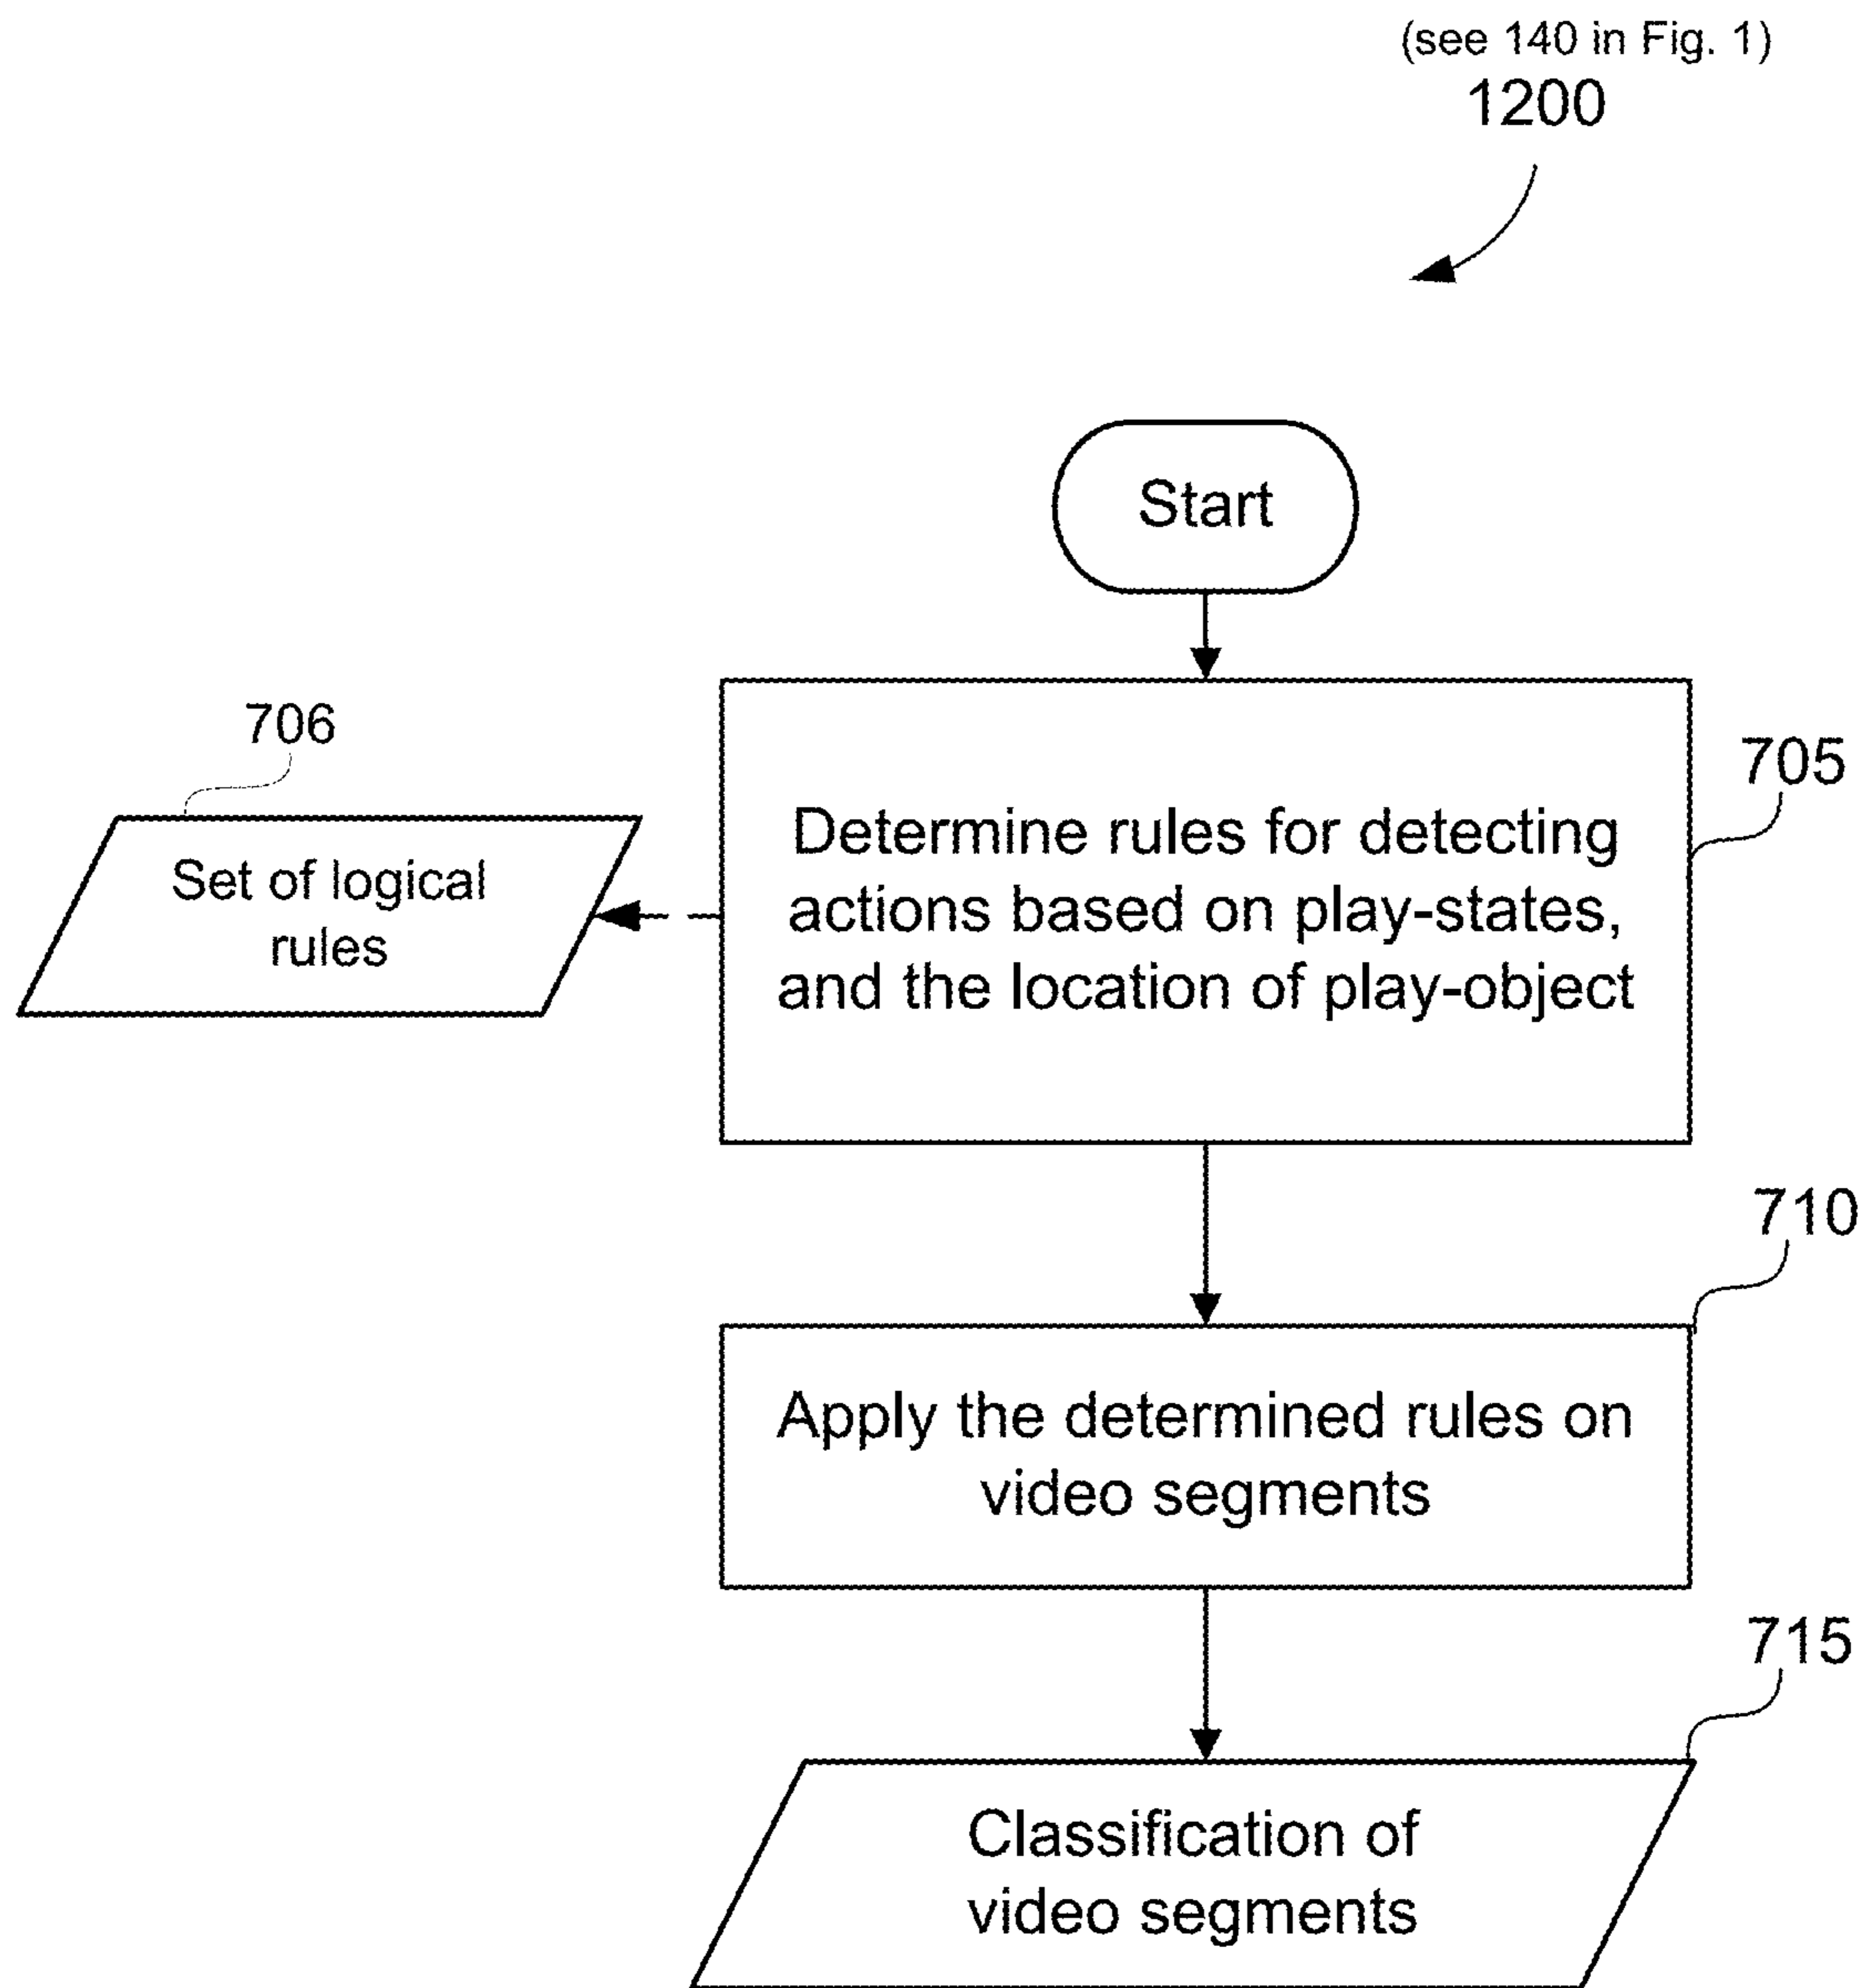 (see 140 in Fig. 1)
1200
Start
706
705
Set of logical
rules
Determine rules for detecting
actions based on play-states,
and the location of play-object
710
Apply the determined rules on
video segments
715
Classification of
video segments